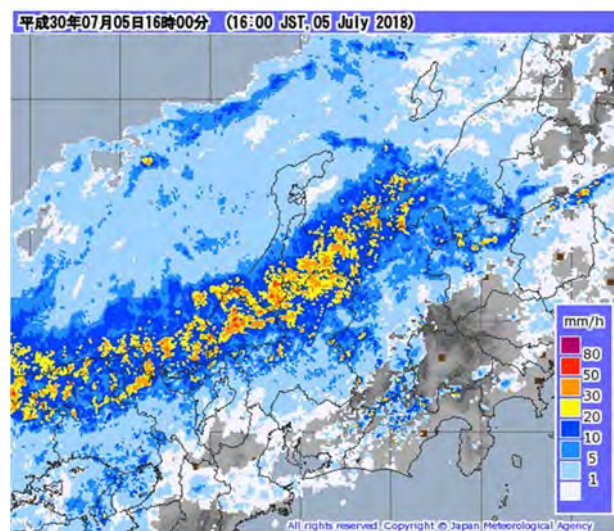 平成30年07月05日16時00分 (16:00 JST, 05 July 2018)
mm/h
80
50
30
20
10
5
1
All rights reserved. Copyright © Japan Meteorological Agency